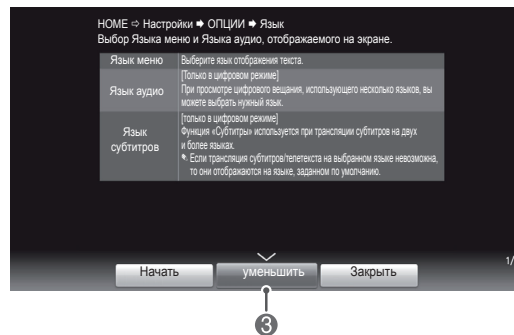 HOME ⇨ Настройки ➡ ОПЦИИ ➡ Язык
Выбор Языка меню и Языка аудио, отображаемого на экране.
Язык меню
Выберите язык отображения текста.
Язык аудио
[Только в цифровом режиме]
При просмотре цифрового вещания, использующего несколько языков, вы
можете выбрать нужный язык.
Язык
субтитров
[только в цифровом режиме]
Функция «Субтитры» используется при трансляции субтитров на двух
и более языках.
Если трансляция субтитров/телетекста на выбранном языке невозможна,
то они отображаются на языке, заданном по умолчанию.
1/
Начать
уменьшить
Закрыть
3